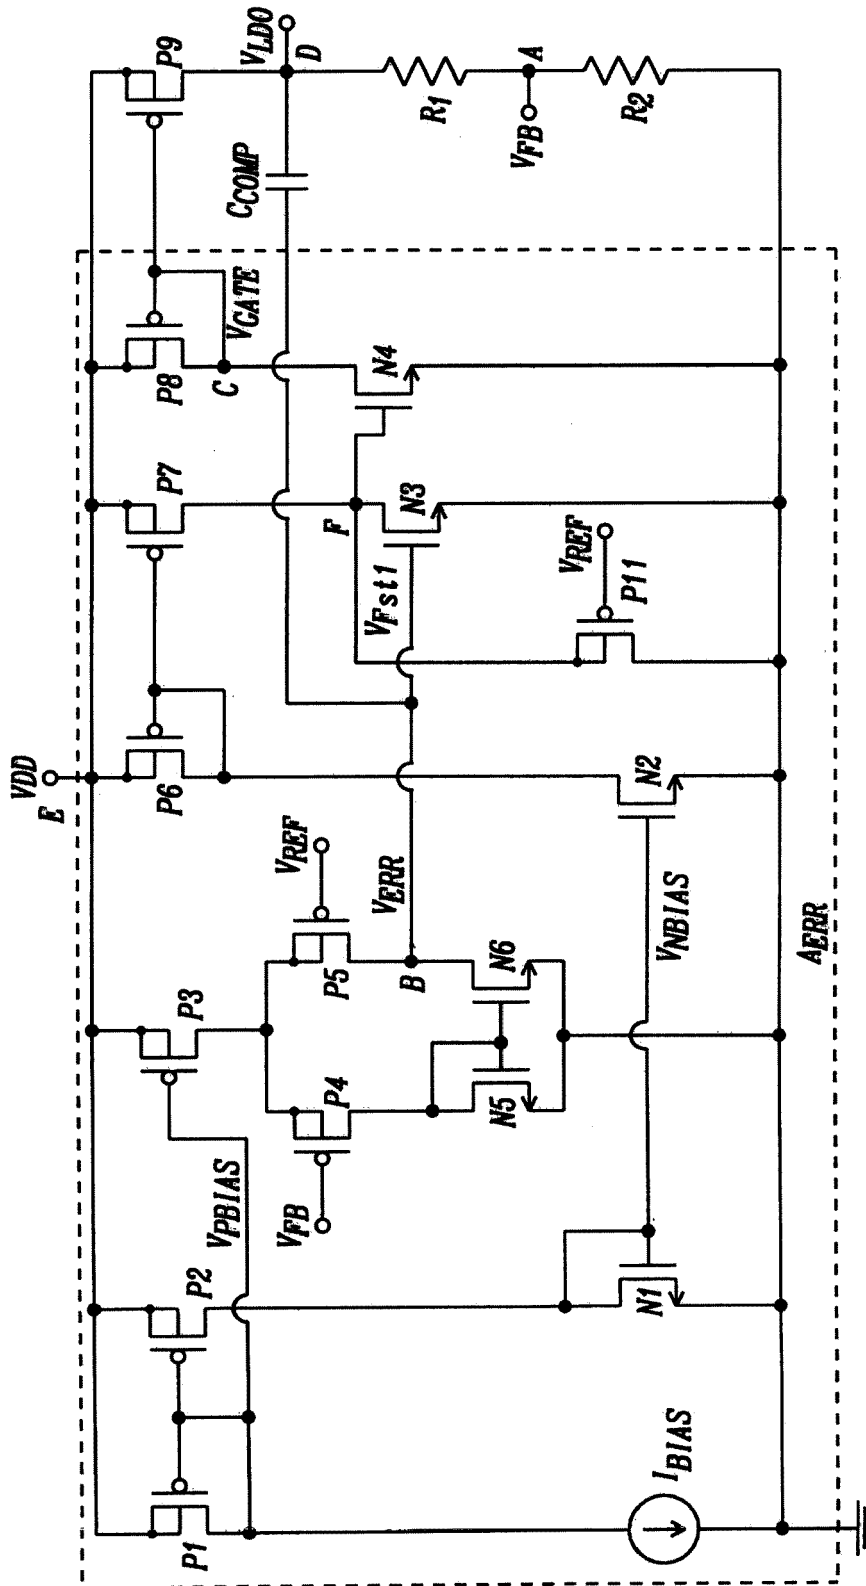 VDD
E
P1
P2
P3
P6
P7
P8
P9
VPBIAS
VFB
P4
P5
VREF
VERR
B
N5
N6
VFst1
F
N3
N4
C
VGATE
CCOMP
VLDO
D
R1
A
VFB
R2
VREF
P11
N2
VNBIAS
N1
IBIAS
AERR